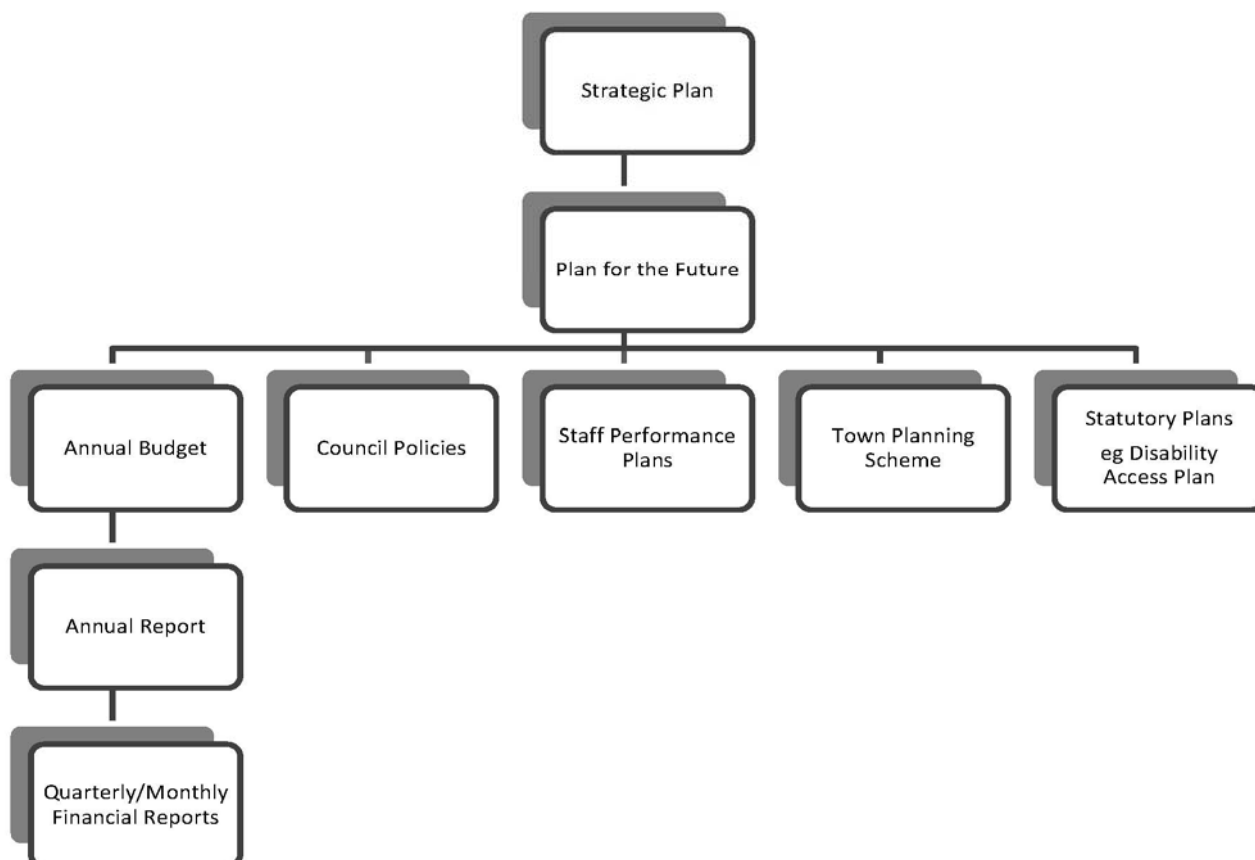 Strategic Plan
Plan for the Future
Annual Budget
Council Policies
Staff Performance
Plans
Town Planning
Scheme
Statutory Plans
eg Disability
Access Plan
Annual Report
Quarterly/Monthly
Financial Reports